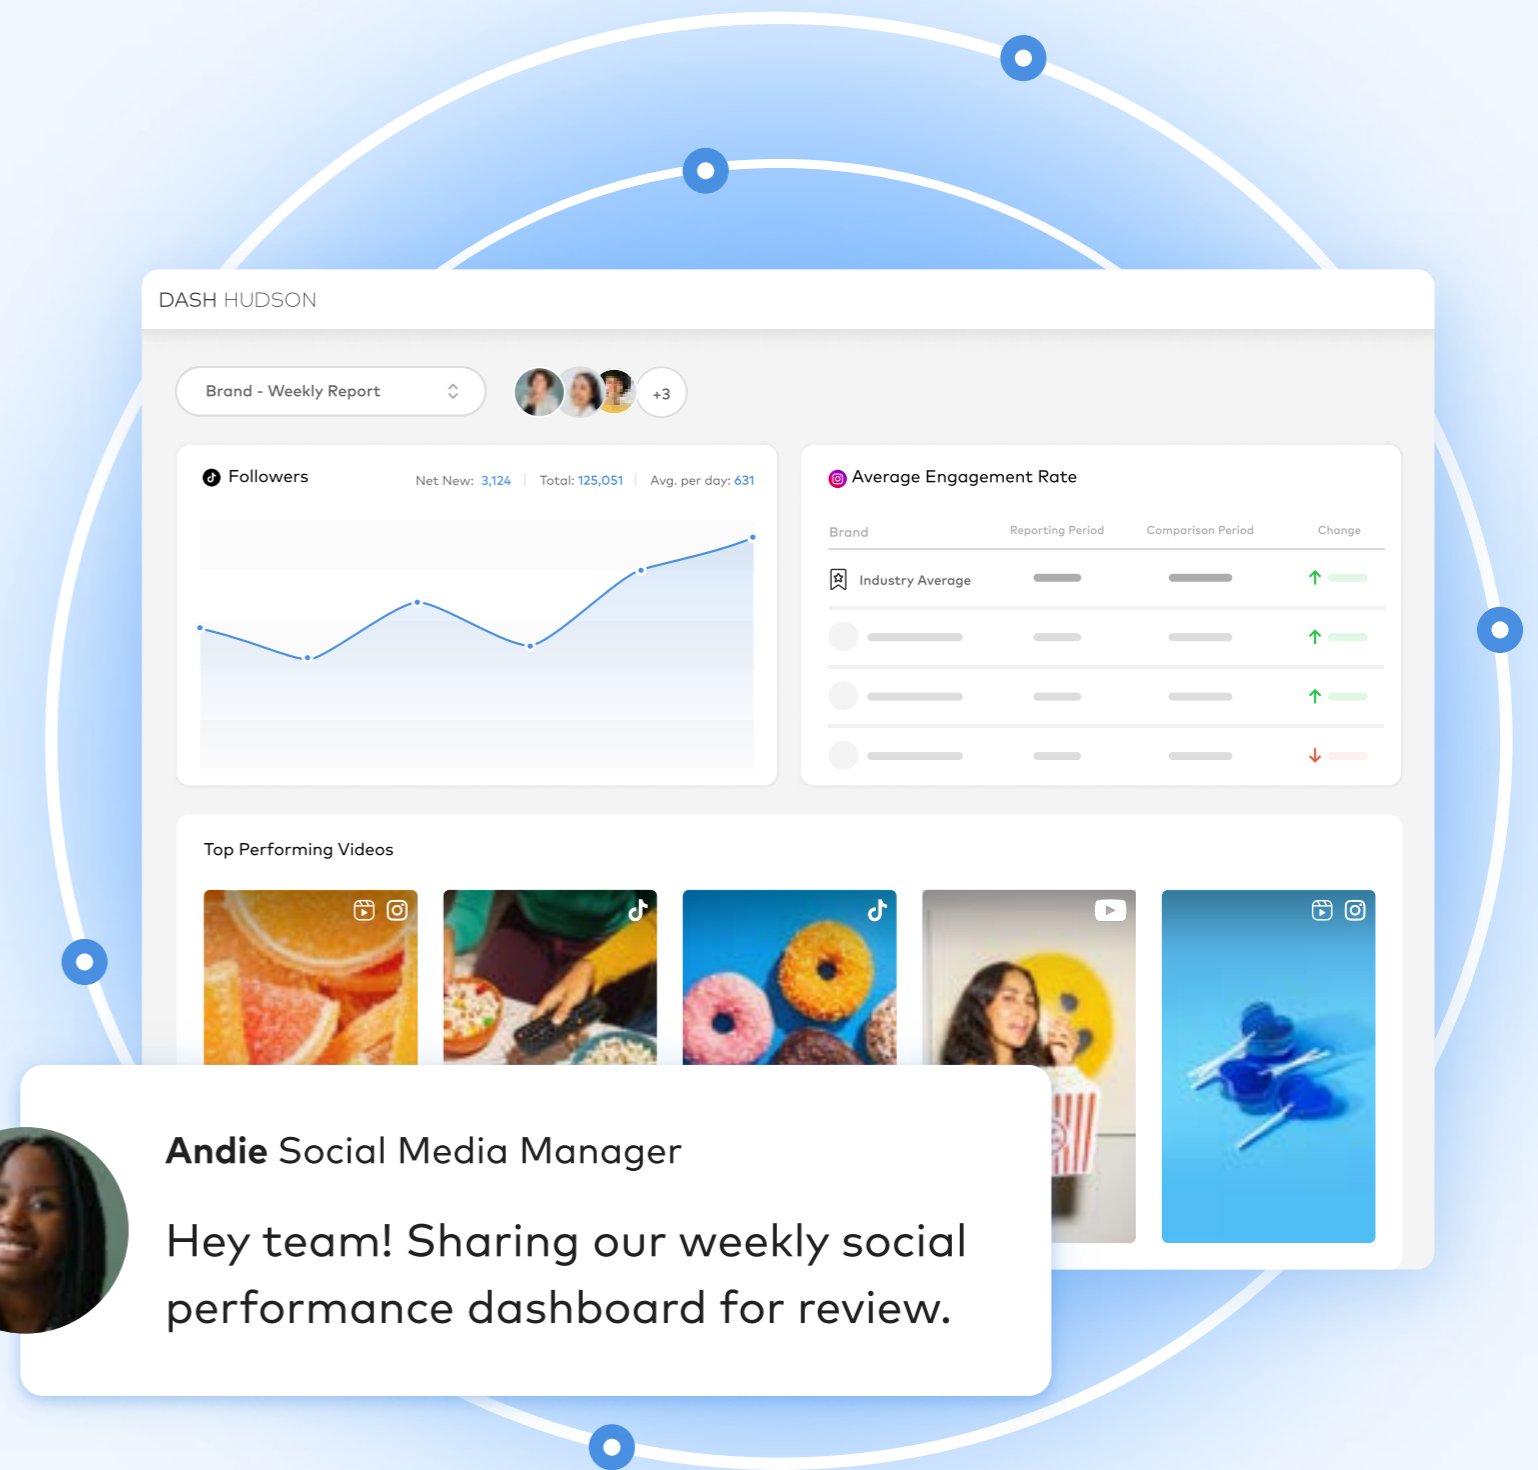 DASH HUDSON
Brand - Weekly Report
+3
Followers
Net New: 3,124 Total: 125,051 Avg. per day: 631
Average Engagement Rate
Brand Reporting Period Comparison Period Change
Industry Average
Top Performing Videos
Andie Social Media Manager
Hey team! Sharing our weekly social
performance dashboard for review.